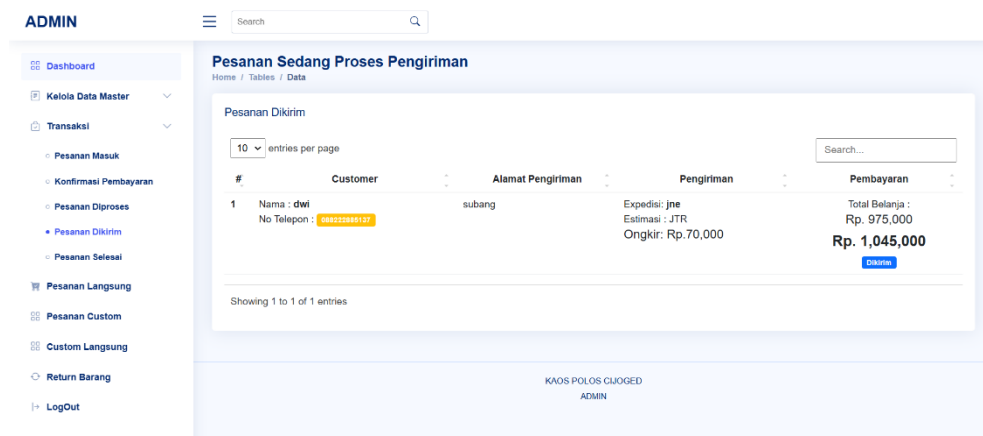 ADMIN
Search
Dashboard
Kelola Data Master
Transaksi
Pesanan Masuk
Konfirmasi Pembayaran
Pesanan Diproses
Pesanan Dikirim
Pesanan Selesai
Pesanan Langsung
Pesanan Custom
Custom Langsung
Return Barang
LogOut
Pesanan Sedang Proses Pengiriman
Home / Tables / Data
Pesanan Dikirim
10 entries per page
Search...
# Customer Alamat Pengiriman Pengiriman Pembayaran
1 Nama : dwi subang Expedisi: jne Total Belanja :
No Telepon : Estimasi : JTR Rp. 975,000
Ongkir: Rp.70,000
Rp. 1,045,000
Dikirim
Showing 1 to 1 of 1 entries
KAOS POLOS CIJOGED
ADMIN